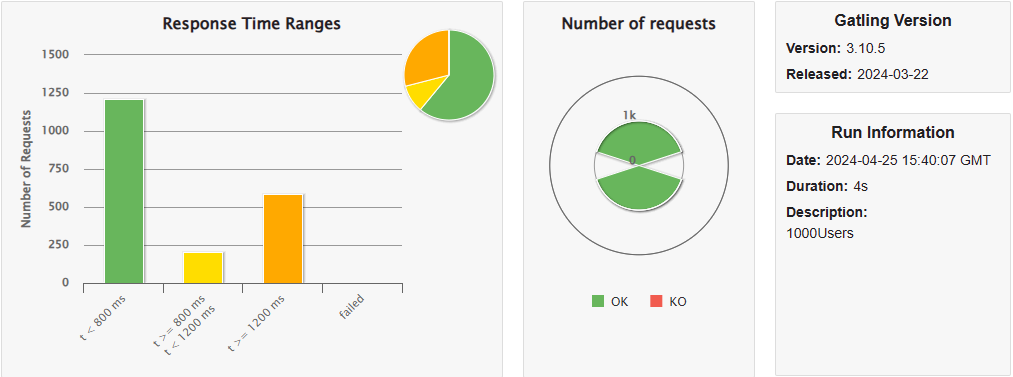 Response Time Ranges
Number of Requests
1500
1250
1000
750
500
250
0
t < 800 ms
t >= 800 ms
t < 1200 ms
t >= 1200 ms
failed
Number of requests
1k
0
OK
KO
Gatling Version
Version: 3.10.5
Released: 2024-03-22
Run Information
Date: 2024-04-25 15:40:07 GMT
Duration: 4s
Description:
1000Users